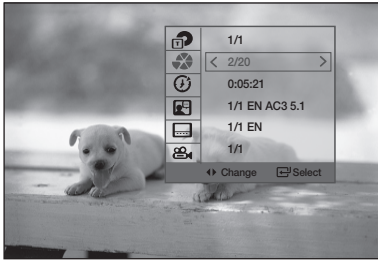 1/1
< 2/20 >
0:05:21
1/1 EN AC3 5.1
1/1 EN
1/1
Change Select